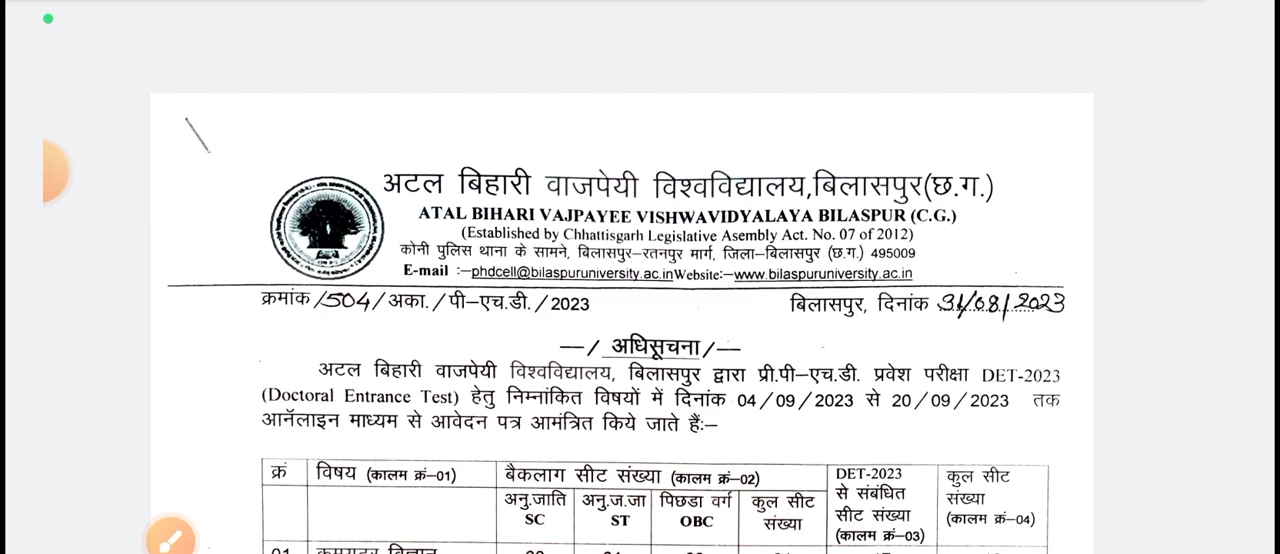 अटल बिहारी वाजपेयी विश्वविद्यालय,बिलासपुर(छ.ग.)
ATAL BIHARI VAJPAYEE VISHWAVIDYALAYA BILASPUR (C.G.)
(Established by Chhattisgarh Legislative Asembly Act. No. 07 of 2012)
कोनी पुलिस थाना के सामने, बिलासपुर–रतनपुर मार्ग, जिला–बिलासपुर (छ.ग.) 495009
E-mail :–phdcell@bilaspuruniversity.ac.inWebsite:–www.bilaspuruniversity.ac.in
क्रमांक/504/अका./पी–एच.डी./2023 बिलासपुर, दिनांक 31/08/2023
—/ अधिसूचना/—
अटल बिहारी वाजपेयी विश्वविद्यालय, बिलासपुर द्वारा प्री.पी–एच.डी. प्रवेश परीक्षा DET-2023
(Doctoral Entrance Test) हेतु निम्नांकित विषयों में दिनांक 04/09/2023 से 20/09/2023 तक
ऑनलाइन माध्यम से आवेदन पत्र आमंत्रित किये जाते हैं:–
क्रं विषय (कालम क्रं-01) बैकलाग सीट संख्या (कालम क्रं-02) DET-2023 से संबंधित सीट संख्या (कालम क्रं-03) कुल सीट संख्या (कालम क्रं-04)
अनु.जाति SC अनु.ज.जा ST पिछडा वर्ग OBC कुल सीट संख्या